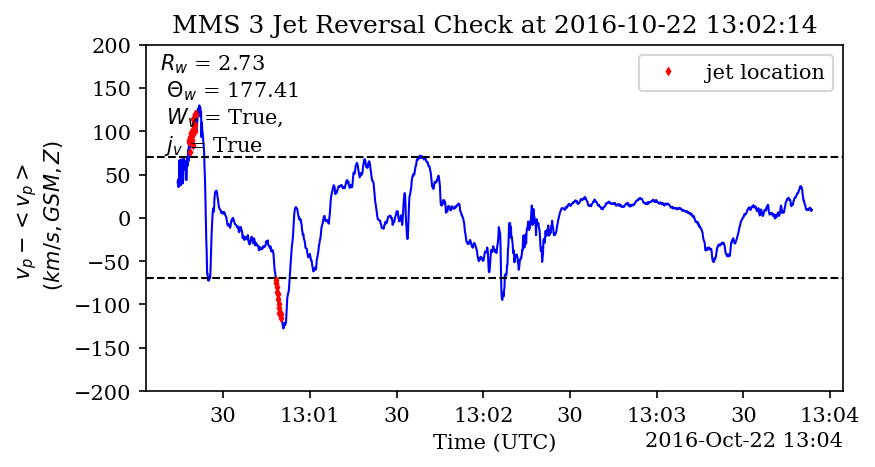 MMS 3 Jet Reversal Check at 2016-10-22 13:02:14
R_w = 2.73
Θ_w = 177.41
W_v = True,
j_v = True
jet location
v_p − < v_p >
(km/s, GSM, Z)
200
150
100
50
0
−50
−100
−150
−200
30 13:01 30 13:02 30 13:03 30 13:04
Time (UTC)
2016-Oct-22 13:04